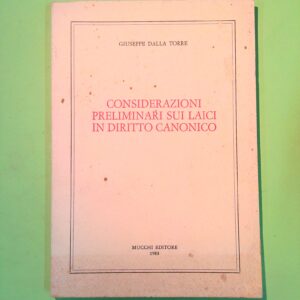 GIUSEPPE DALLA TORRE
CONSIDERAZIONI
PRELIMINARI SUI LAICI
IN DIRITTO CANONICO
MUCCHI EDITORE
1983